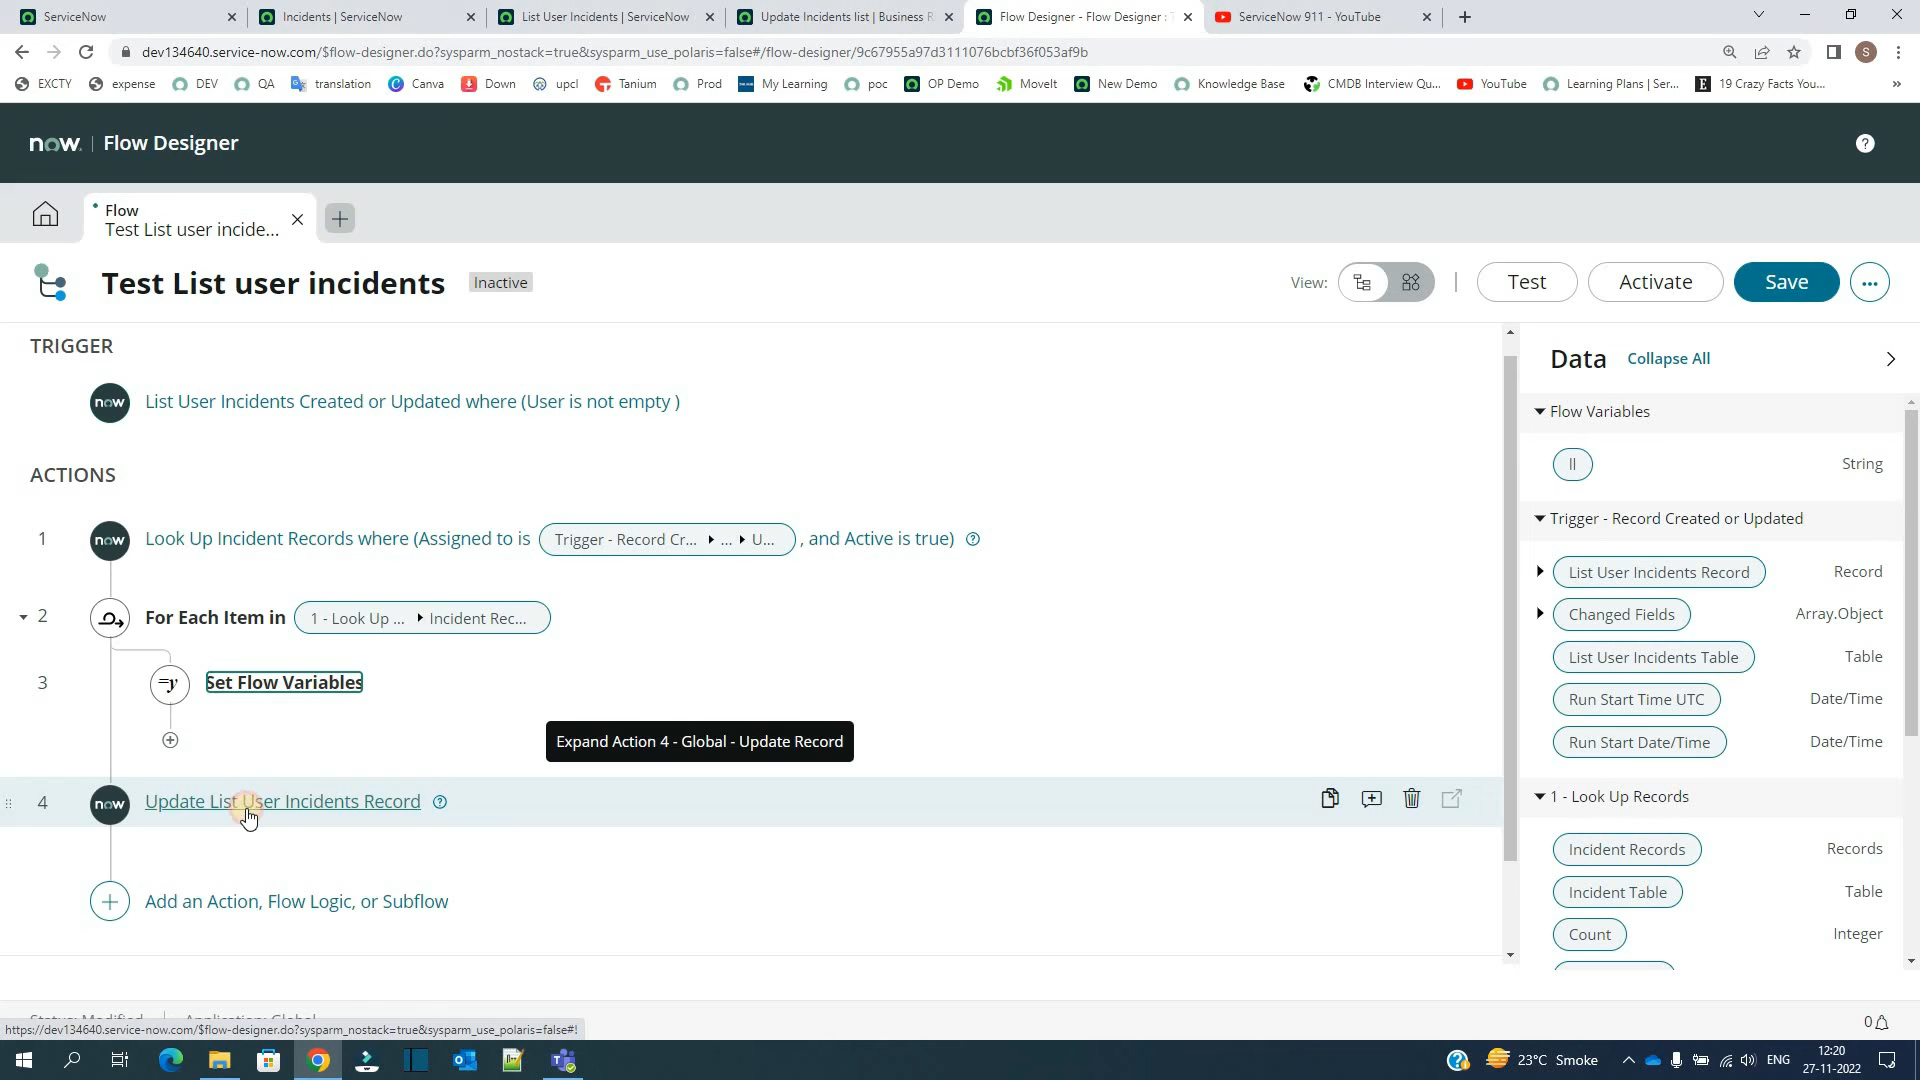 ServiceNow
Incidents | ServiceNow
List User Incidents | ServiceNow
Update Incidents list | Business R
Flow Designer - Flow Designer : T
ServiceNow 911 - YouTube
dev134640.service-now.com/$flow-designer.do?sysparm_nostack=true&sysparm_use_polaris=false#/flow-designer/9c67955a97d3111076bcbf36f053af9b
S
EXCTY
expense
DEV
QA
translation
Canva
Down
upcl
Tanium
Prod
My Learning
poc
OP Demo
MoveIt
New Demo
Knowledge Base
CMDB Interview Qu...
YouTube
Learning Plans | Ser...
19 Crazy Facts You...
»
now. | Flow Designer
Flow
Test List user incide...
Test List user incidents
Inactive
View:
Test
Activate
Save
...
TRIGGER
now
List User Incidents Created or Updated where (User is not empty )
ACTIONS
1
now
Look Up Incident Records where (Assigned to is
Trigger - Record Cr... ▸ ... ▸ U...
, and Active is true)
2
For Each Item in
1 - Look Up ... ▸ Incident Rec...
3
=y
Set Flow Variables
Expand Action 4 - Global - Update Record
4
now
Update List User Incidents Record
Add an Action, Flow Logic, or Subflow
Data
Collapse All
Flow Variables
ll
String
Trigger - Record Created or Updated
List User Incidents Record
Record
Changed Fields
Array.Object
List User Incidents Table
Table
Run Start Time UTC
Date/Time
Run Start Date/Time
Date/Time
1 - Look Up Records
Incident Records
Records
Incident Table
Table
Count
Integer
Status: Modified | Application: Global
https://dev134640.service-now.com/$flow-designer.do?sysparm_nostack=true&sysparm_use_polaris=false#!
0
23°C Smoke
ENG
12:20
27-11-2022